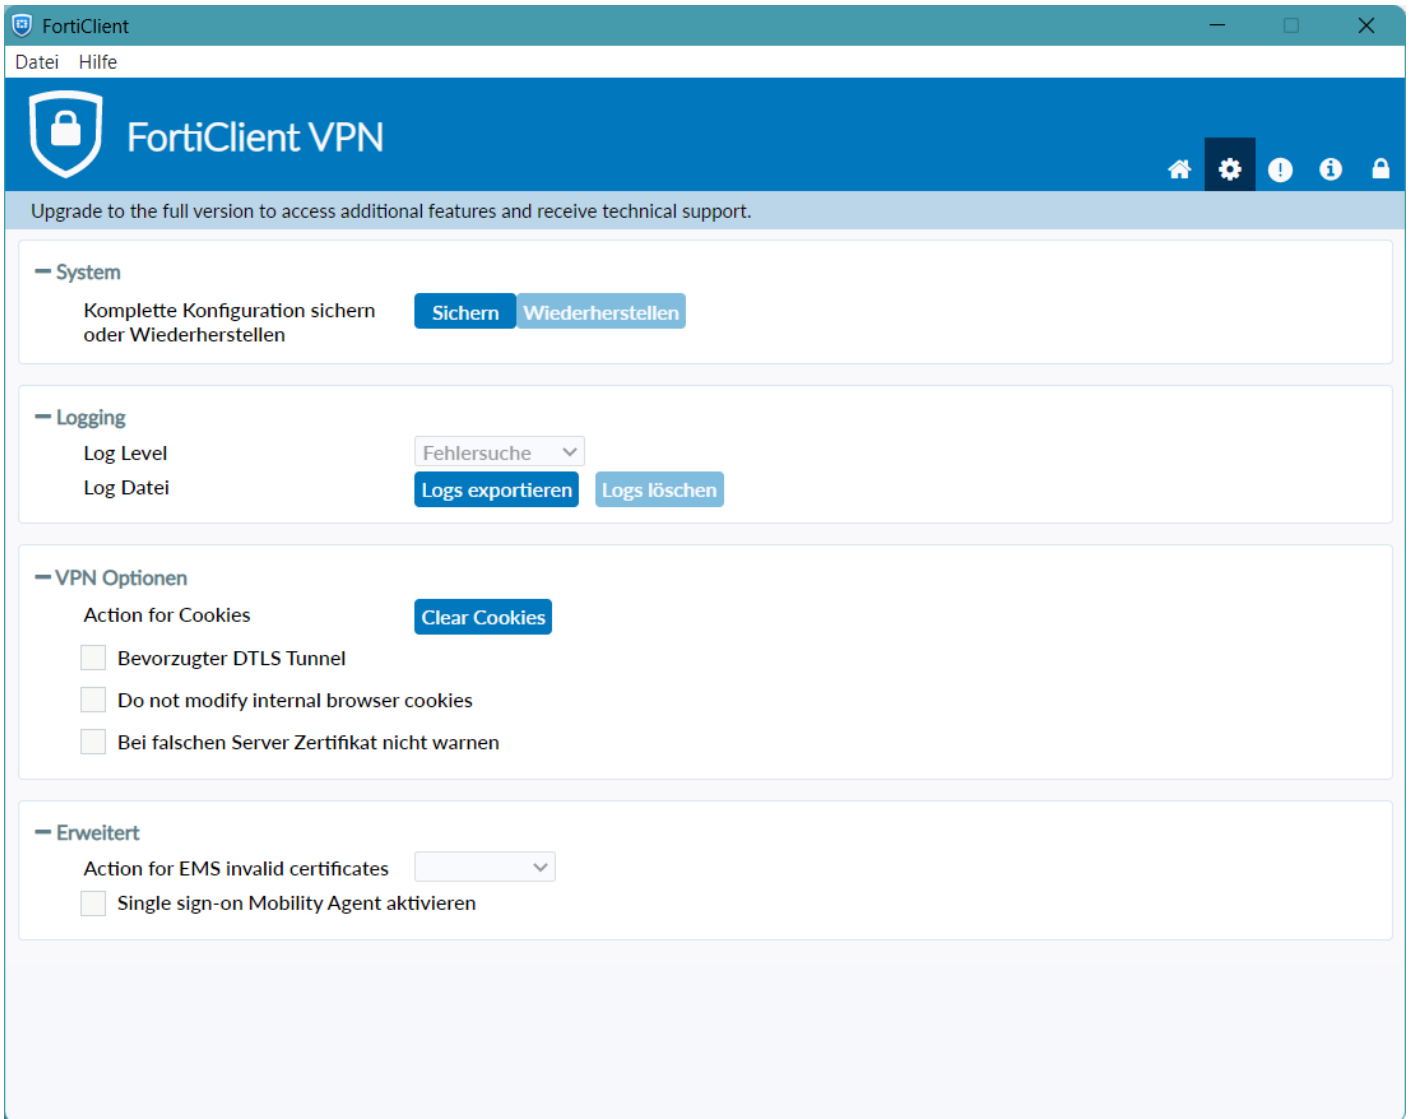 FortiClient
Datei Hilfe
FortiClient VPN
Upgrade to the full version to access additional features and receive technical support.
System
Komplette Konfiguration sichern
oder Wiederherstellen
Sichern Wiederherstellen
Logging
Log Level Fehlersuche
Log Datei Logs exportieren Logs löschen
VPN Optionen
Action for Cookies Clear Cookies
Bevorzugter DTLS Tunnel
Do not modify internal browser cookies
Bei falschen Server Zertifikat nicht warnen
Erweitert
Action for EMS invalid certificates
Single sign-on Mobility Agent aktivieren